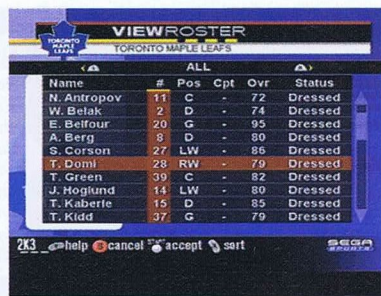 TORONTO
MAPLE
LEAFS
VIEWROSTER
TORONTO MAPLE LEAFS
ALL
Name # Pos Cpt Ovr Status
N. Antropov 11 C - 72 Dressed
W. Belak 2 D - 74 Dressed
E. Belfour 20 G - 95 Dressed
A. Berg 8 D - 80 Dressed
S. Corson 27 LW - 86 Dressed
T. Domi 28 RW - 79 Dressed
T. Green 39 C - 82 Dressed
J. Hoglund 14 LW - 80 Dressed
T. Kaberle 15 D - 85 Dressed
T. Kidd 37 G - 79 Dressed
2K3 help B cancel START accept sort SEGA
SPORTS